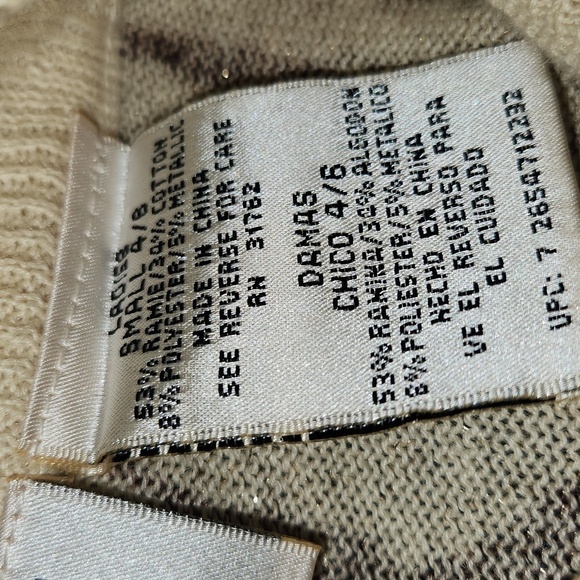 LADIES
SMALL 4/6
53% RAMIE/34% COTTON
8% POLYESTER/5% METALLIC
MADE IN CHINA
SEE REVERSE FOR CARE
RN 31762
DAMAS
CHICO 4/6
53% RAMINA/34% ALGODON
8% POLIESTER/5% METALICO
HECHO EN CHINA
VE EL REVERSO PARA
EL CUIDADO
UPC: 7 2654712292